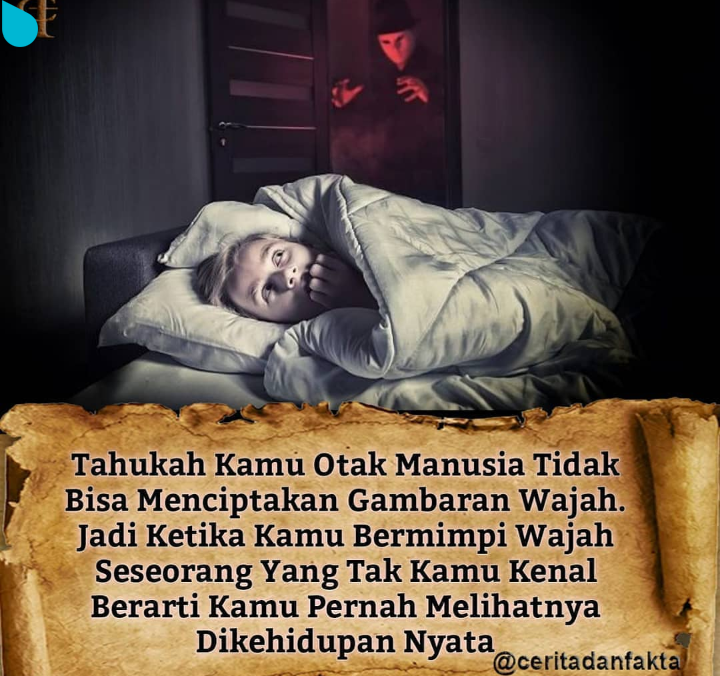 Tahukah Kamu Otak Manusia Tidak
Bisa Menciptakan Gambaran Wajah.
Jadi Ketika Kamu Bermimpi Wajah
Seseorang Yang Tak Kamu Kenal
Berarti Kamu Pernah Melihatnya
Dikehidupan Nyata
@ceritadanfakta